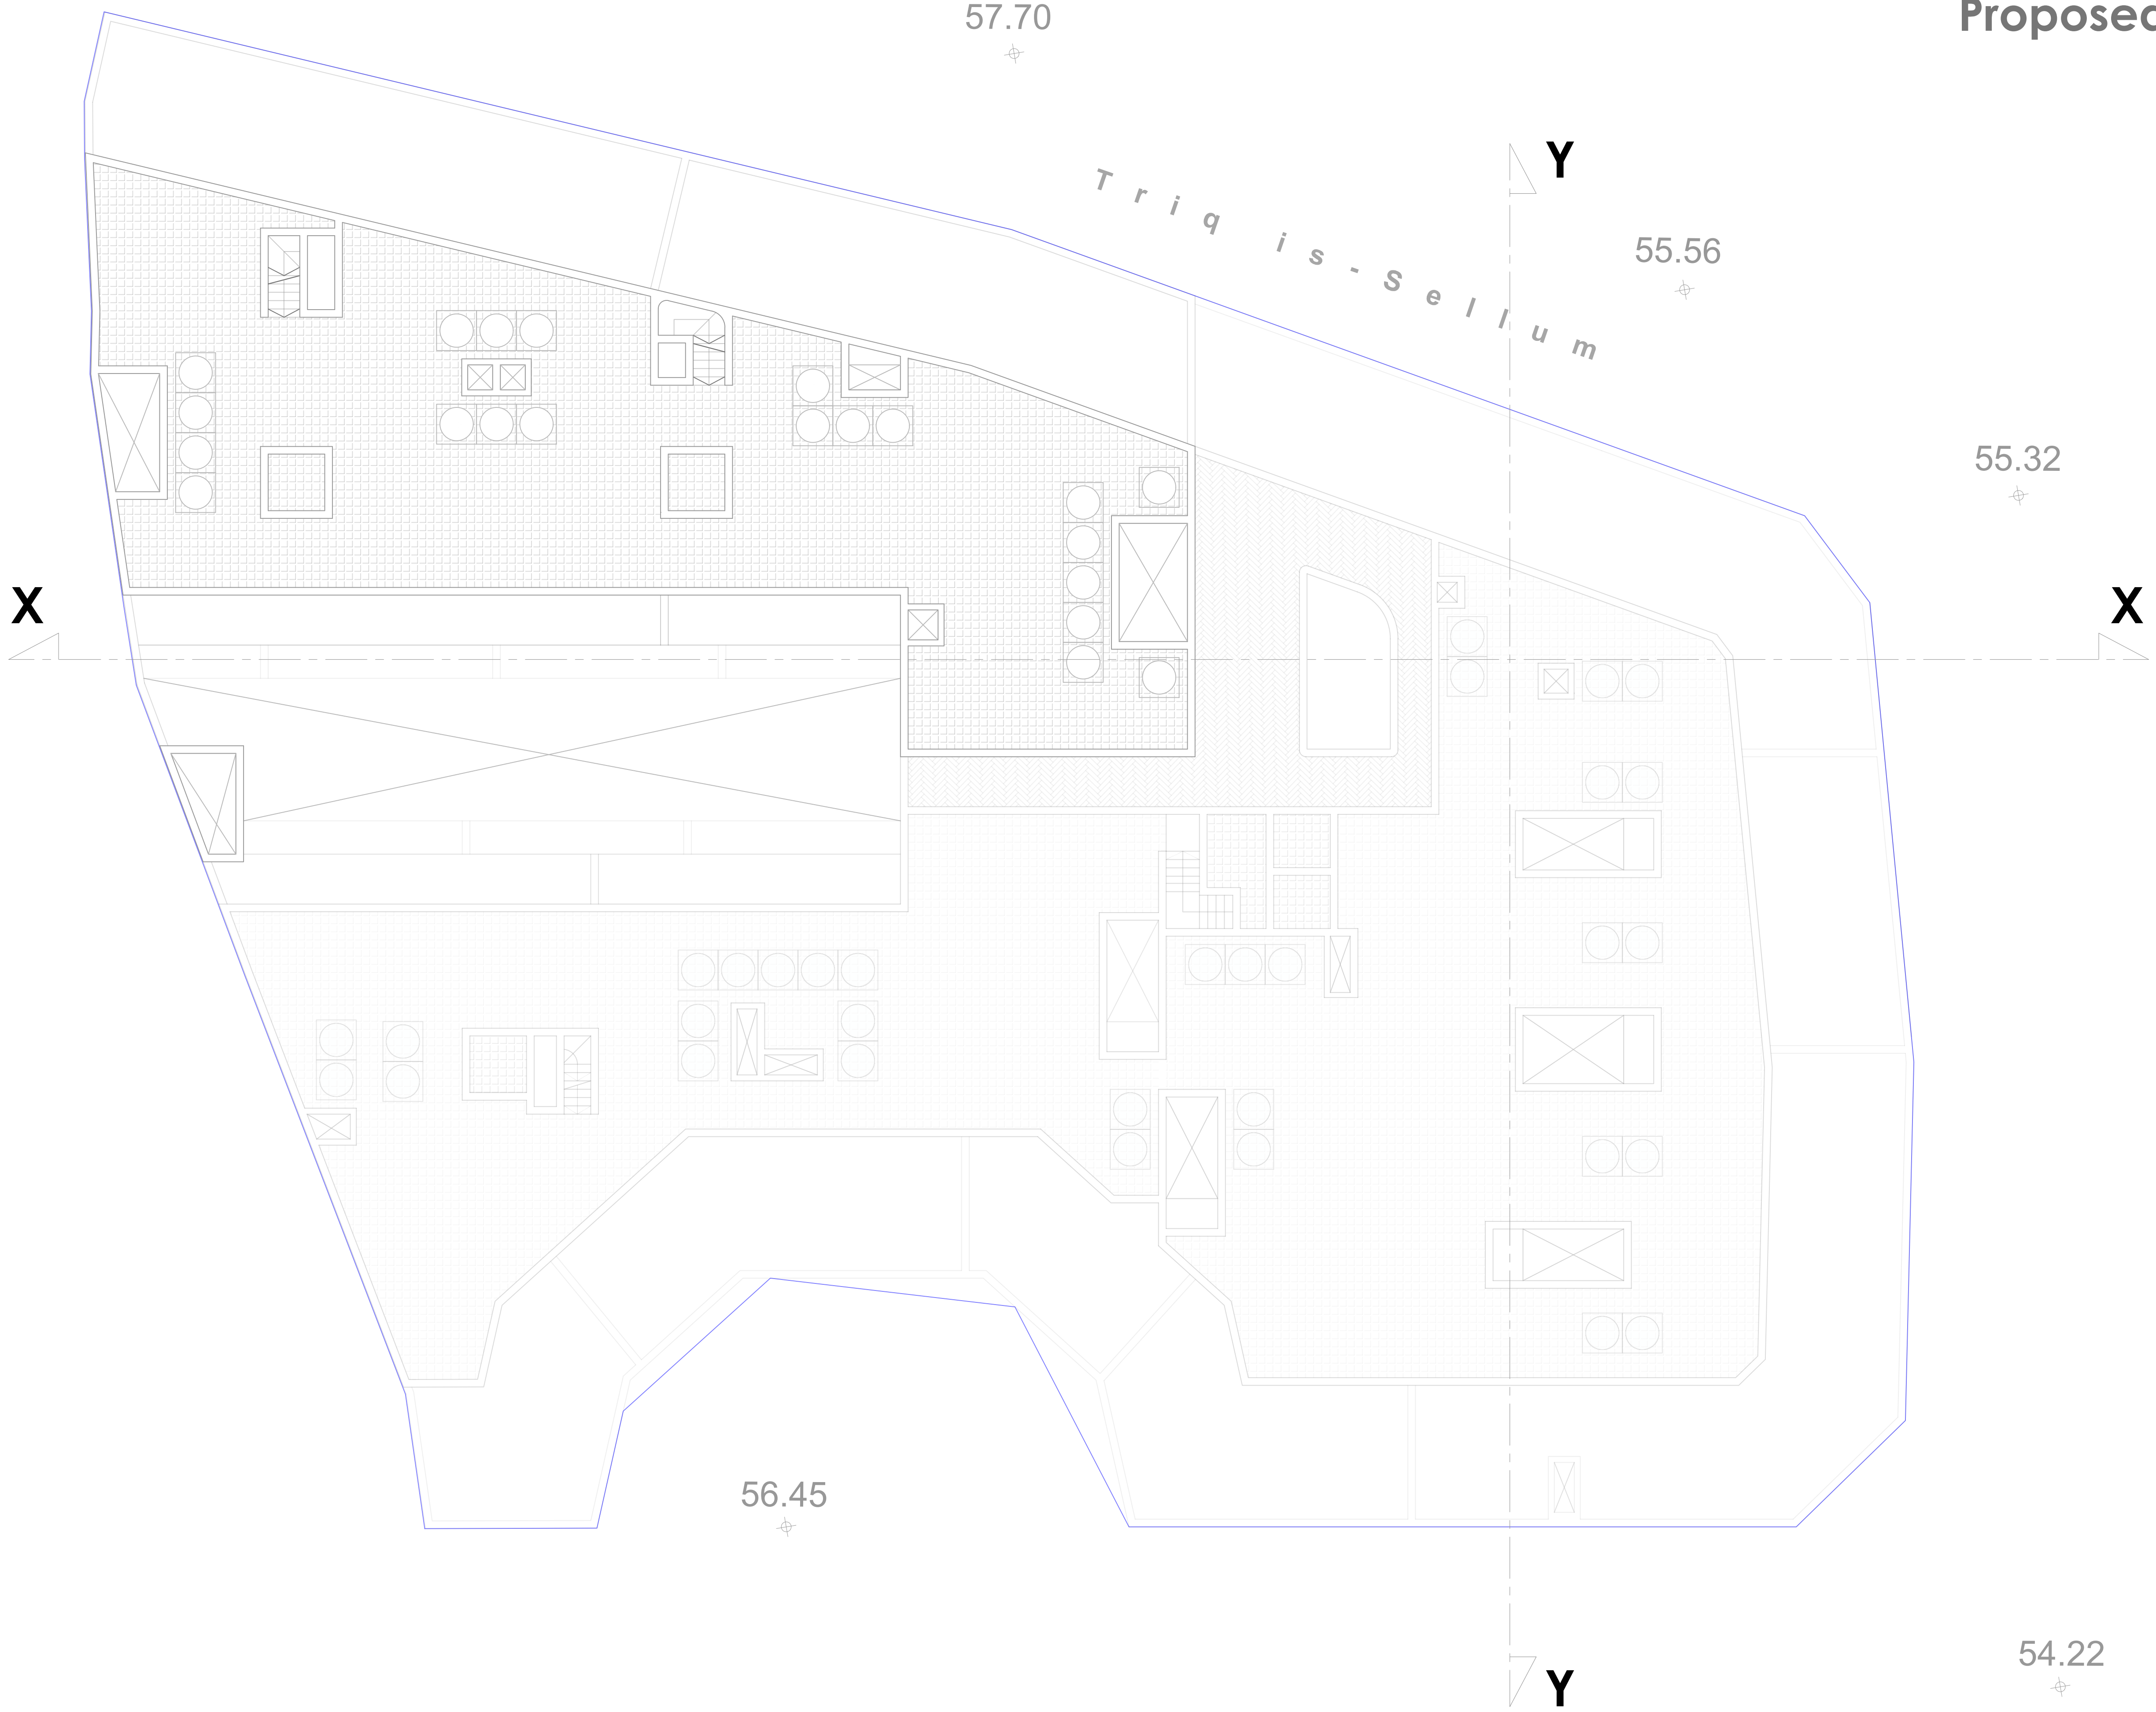 57.70
Proposed
Triq is-Sellum
Y
55.56
55.32
X
X
56.45
54.22
Y